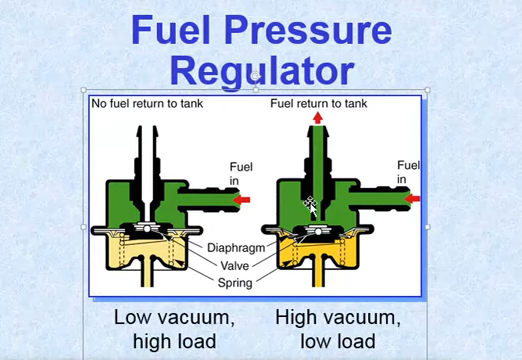 Fuel Pressure
Regulator
No fuel return to tank
Fuel return to tank
Fuel
in
Fuel
in
Diaphragm
Valve
Spring
Low vacuum,
high load
High vacuum,
low load